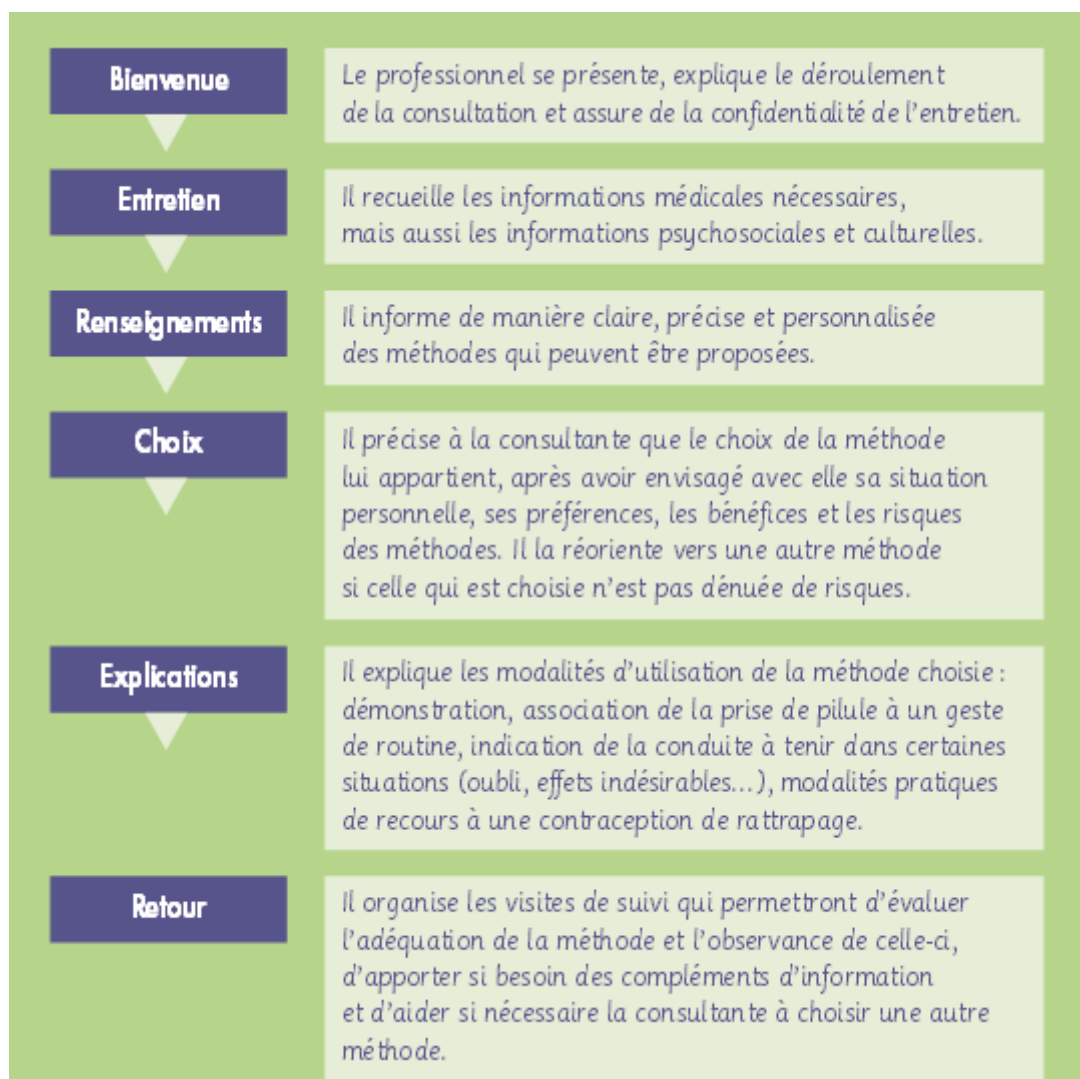 Bienvenue
Le professionnel se présente, explique le déroulement
de la consultation et assure de la confidentialité de l'entretien.
Entretien
Il recueille les informations médicales nécessaires,
mais aussi les informations psychosociales et culturelles.
Renseignements
Il informe de manière claire, précise et personnalisée
des méthodes qui peuvent être proposées.
Choix
Il précise à la consultante que le choix de la méthode
lui appartient, après avoir envisagé avec elle sa situation
personnelle, ses préférences, les bénéfices et les risques
des méthodes. Il la réoriente vers une autre méthode
si celle qui est choisie n'est pas dénuée de risques.
Explications
Il explique les modalités d'utilisation de la méthode choisie :
démonstration, association de la prise de pilule à un geste
de routine, indication de la conduite à tenir dans certaines
situations (oubli, effets indésirables...), modalités pratiques
de recours à une contraception de rattrapage.
Retour
Il organise les visites de suivi qui permettront d'évaluer
l'adéquation de la méthode et l'observance de celle-ci,
d'apporter si besoin des compléments d'information
et d'aider si nécessaire la consultante à choisir une autre
méthode.